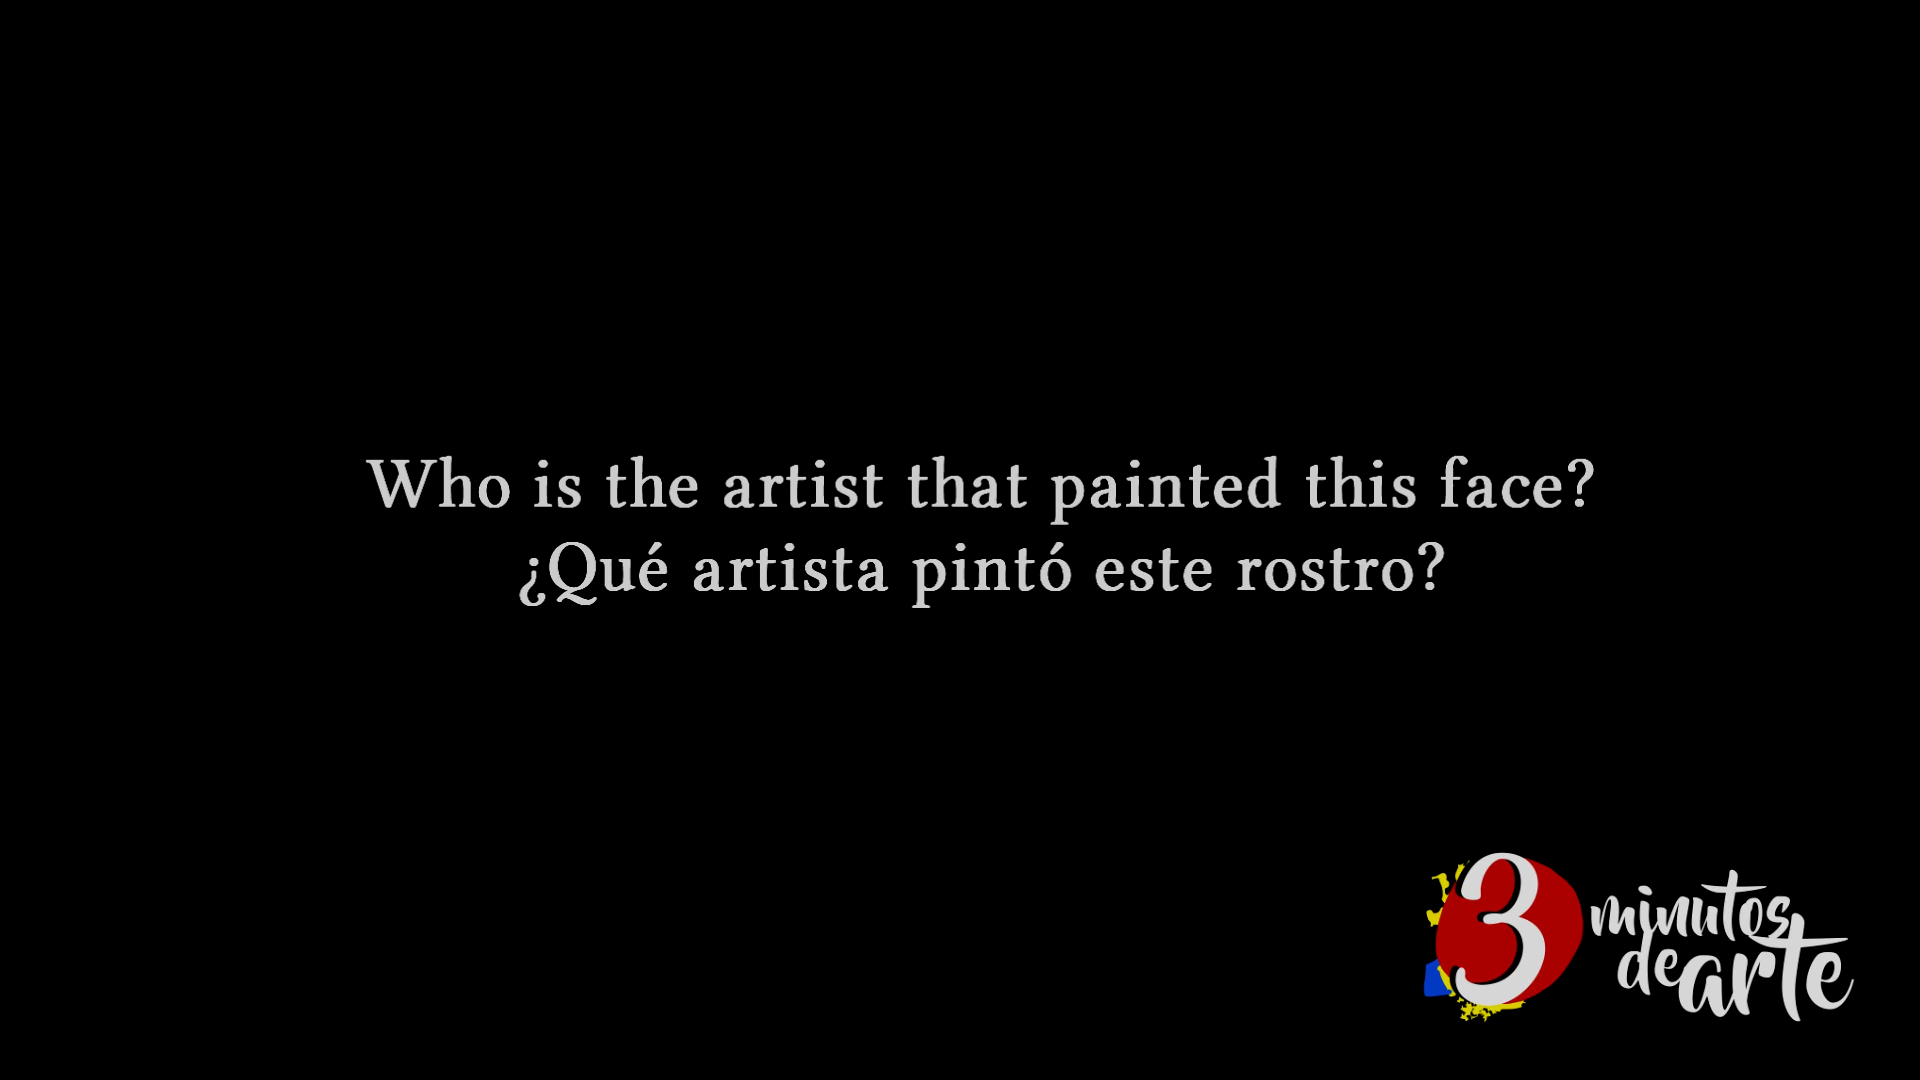 Who is the artist that painted this face?
¿Qué artista pintó este rostro?
3 minutos
de arte